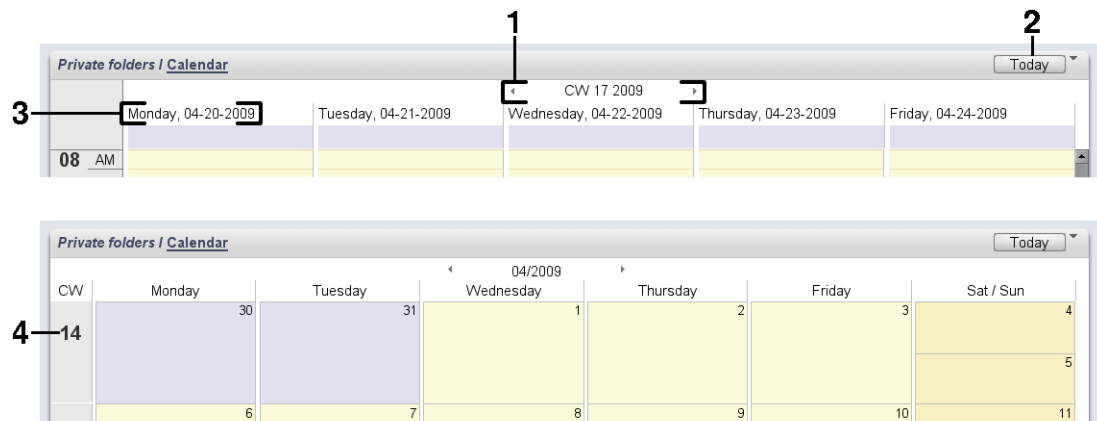 1 2
Private folders / Calendar Today
CW 17 2009
3 Monday, 04-20-2009 Tuesday, 04-21-2009 Wednesday, 04-22-2009 Thursday, 04-23-2009 Friday, 04-24-2009
08 AM
Private folders / Calendar Today
04/2009
CW Monday Tuesday Wednesday Thursday Friday Sat / Sun
30 31 1 2 3 4
4 14
5
6 7 8 9 10 11